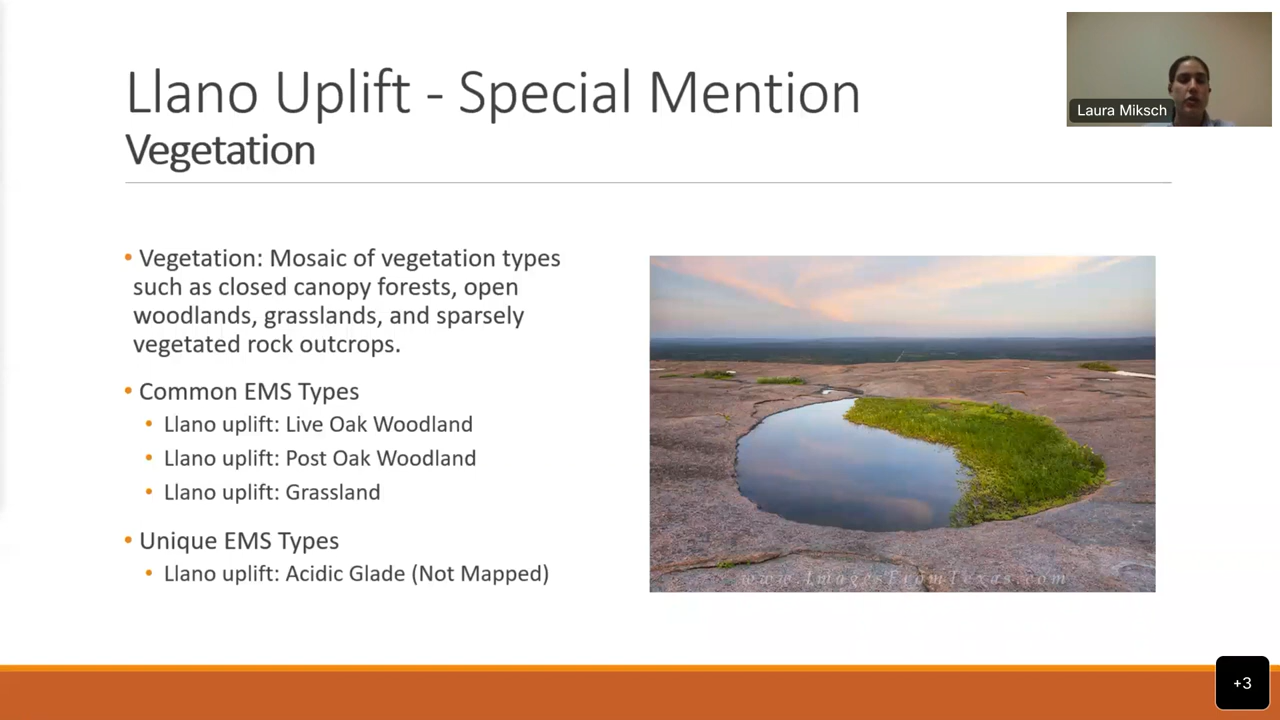 Llano Uplift - Special Mention
Vegetation
Laura Miksch
• Vegetation: Mosaic of vegetation types
such as closed canopy forests, open
woodlands, grasslands, and sparsely
vegetated rock outcrops.
• Common EMS Types
• Llano uplift: Live Oak Woodland
• Llano uplift: Post Oak Woodland
• Llano uplift: Grassland
• Unique EMS Types
• Llano uplift: Acidic Glade (Not Mapped)
www.ImagesFromTexas.com
+3